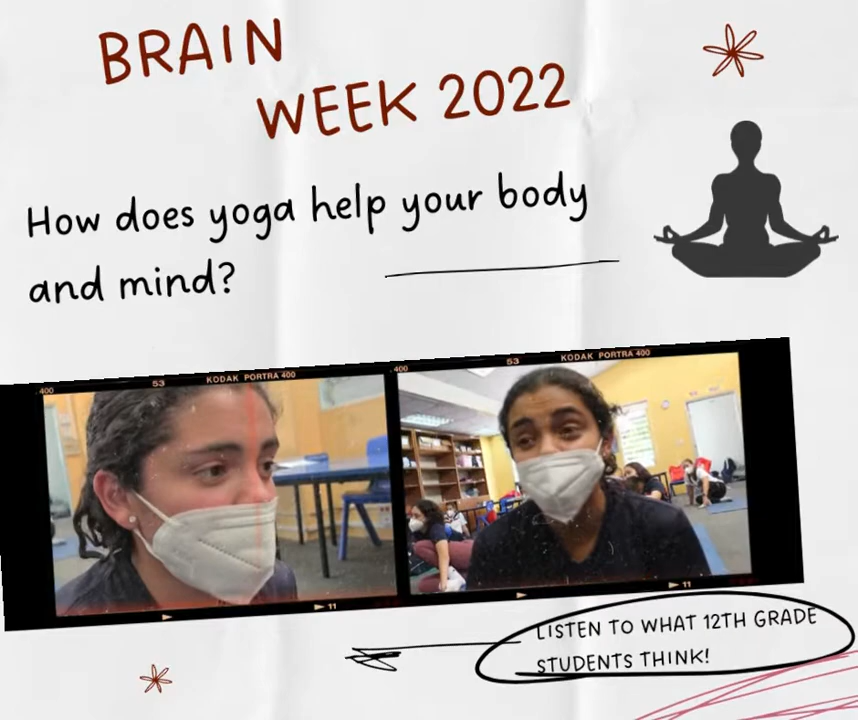 BRAIN
WEEK 2022
How does yoga help your body
and mind?
400 53 KODAK PORTRA 400
400 53 KODAK PORTRA 400
11
11
LISTEN TO WHAT 12TH GRADE
STUDENTS THINK!